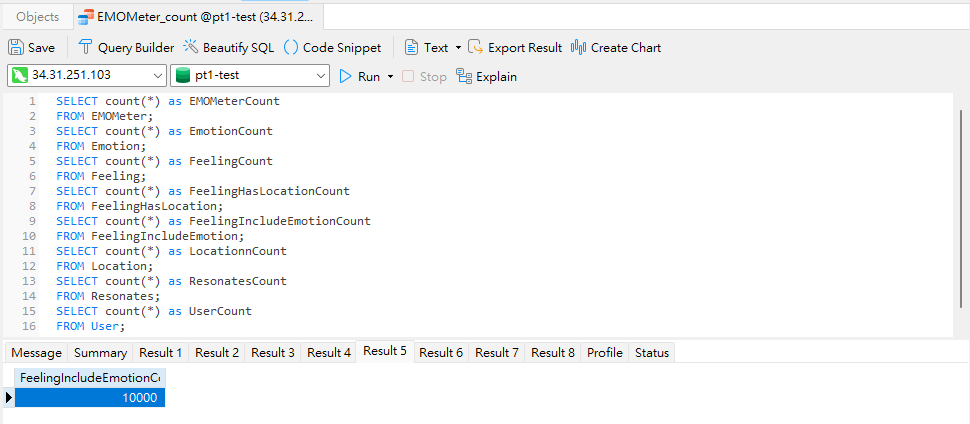 Objects EMOMeter_count @pt1-test (34.31.2...
Save Query Builder Beautify SQL () Code Snippet Text Export Result Create Chart
34.31.251.103 pt1-test Run Stop Explain
1 SELECT count(*) as EMOMeterCount
2 FROM EMOMeter;
3 SELECT count(*) as EmotionCount
4 FROM Emotion;
5 SELECT count(*) as FeelingCount
6 FROM Feeling;
7 SELECT count(*) as FeelingHasLocationCount
8 FROM FeelingHasLocation;
9 SELECT count(*) as FeelingIncludeEmotionCount
10 FROM FeelingIncludeEmotion;
11 SELECT count(*) as LocationnCount
12 FROM Location;
13 SELECT count(*) as ResonatesCount
14 FROM Resonates;
15 SELECT count(*) as UserCount
16 FROM User;
Message Summary Result 1 Result 2 Result 3 Result 4 Result 5 Result 6 Result 7 Result 8 Profile Status
FeelingIncludeEmotionC
10000